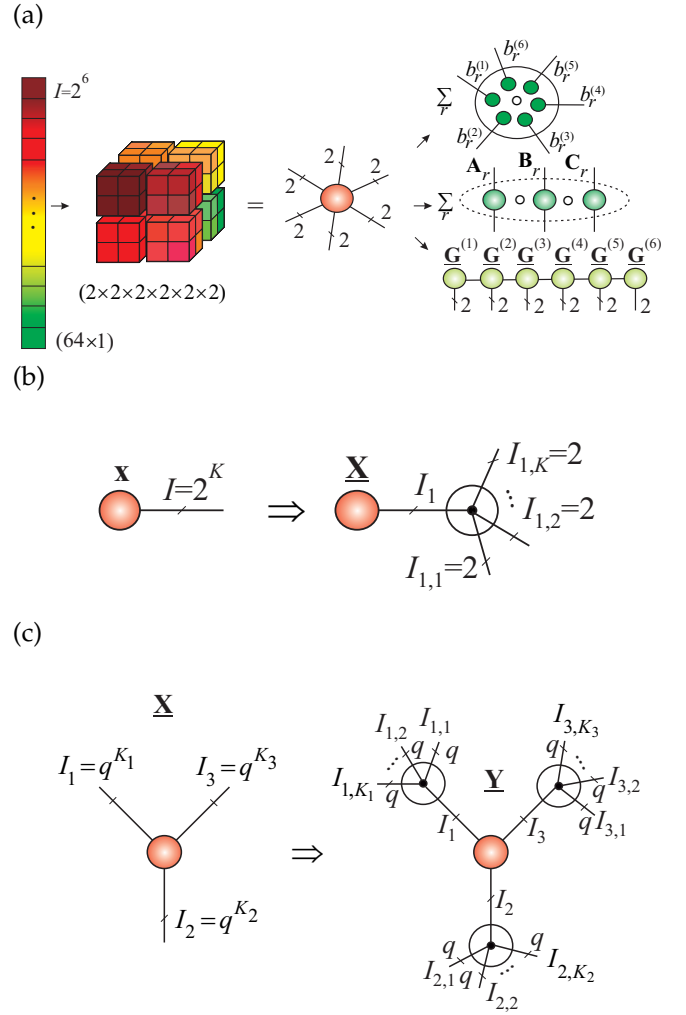 (a)
I=2^6
(64×1)
(2×2×2×2×2×2)
=
2 2 2 2 2 2
Σ_r b_r^(1) b_r^(6) b_r^(5) b_r^(4) b_r^(3) b_r^(2)
Σ_r A_r B_r C_r
G^(1) G^(2) G^(3) G^(4) G^(5) G^(6)
2 2 2 2 2 2
(b)
x
I=2^K
⇒
X
I_1
I_{1,K}=2
I_{1,2}=2
I_{1,1}=2
(c)
X
I_1=q^{K_1}
I_3=q^{K_3}
I_2=q^{K_2}
⇒
Y
I_{1,2} I_{1,1}
q q
I_{1,K_1} q
I_1
I_{3,K_3}
q
I_{3,2}
q
q I_{3,1}
I_3
I_2
q q
I_{2,1} q I_{2,K_2}
I_{2,2}